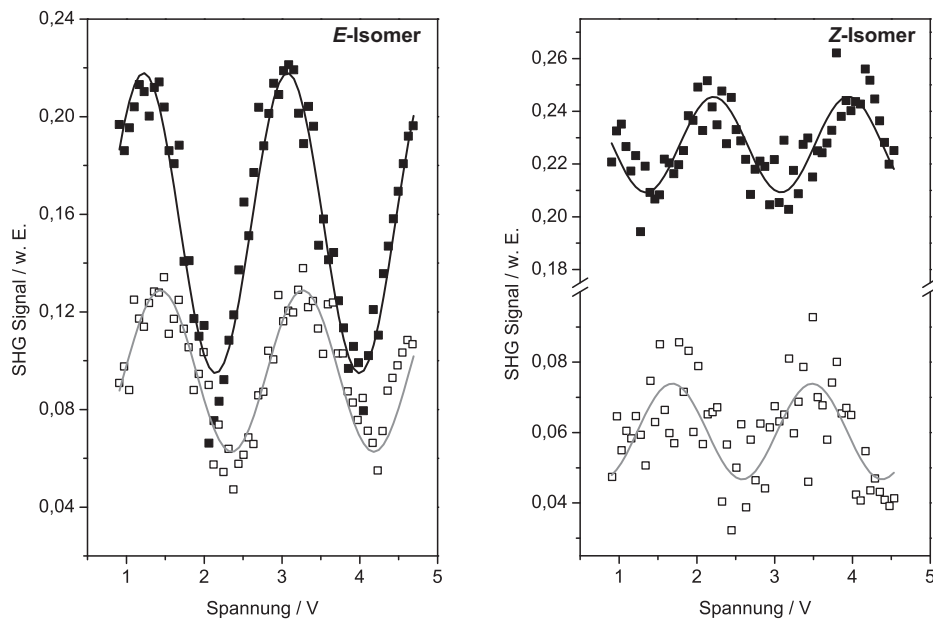 E-Isomer
0,24
0,20
0,16
0,12
0,08
0,04
SHG Signal / w. E.
1 2 3 4 5
Spannung / V
Z-Isomer
0,26
0,24
0,22
0,20
0,18
0,08
0,06
0,04
SHG Signal / w. E.
1 2 3 4 5
Spannung / V